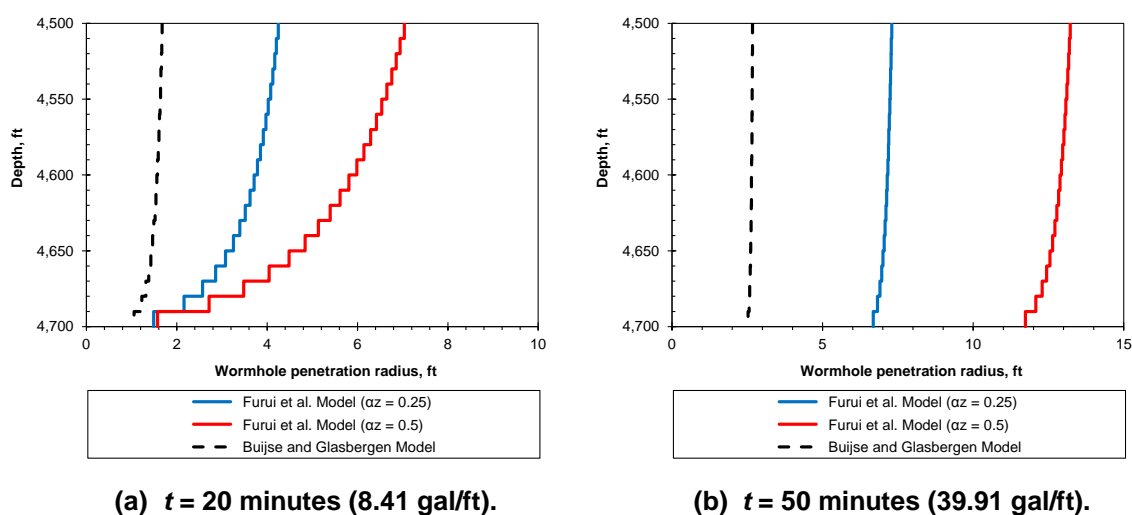 4,500
4,550
4,600
4,650
4,700
Depth, ft
0 2 4 6 8 10
Wormhole penetration radius, ft
Furui et al. Model (αz = 0.25)
Furui et al. Model (αz = 0.5)
Buijse and Glasbergen Model
(a) t = 20 minutes (8.41 gal/ft).
4,500
4,550
4,600
4,650
4,700
Depth, ft
0 5 10 15
Wormhole penetration radius, ft
Furui et al. Model (αz = 0.25)
Furui et al. Model (αz = 0.5)
Buijse and Glasbergen Model
(b) t = 50 minutes (39.91 gal/ft).